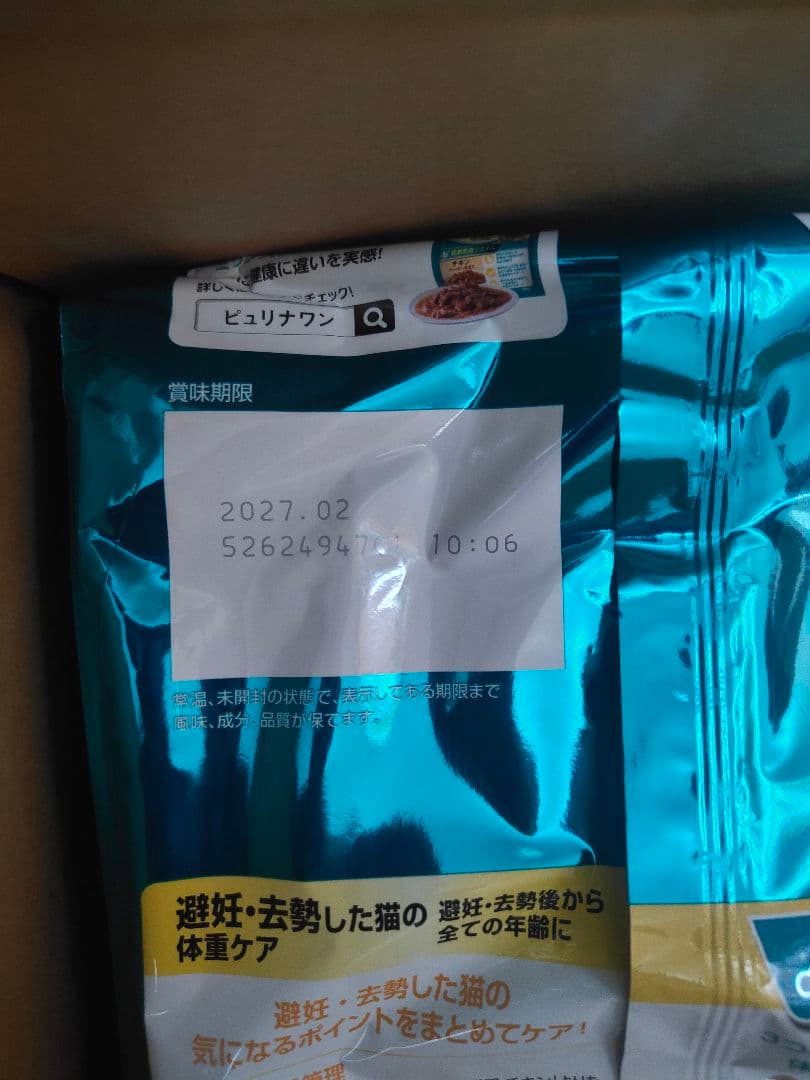 健康に違いを実感!
チェック!
ピュリナワン
チキン
賞味期限
2027.02
10:06
常温、未開封の状態で、表示してある期限まで
風味、成分、品質が保てます。
避妊・去勢した猫の
体重ケア
避妊・去勢後から
全ての年齢に
避妊・去勢した猫の
気になるポイントをまとめてケア!
管理